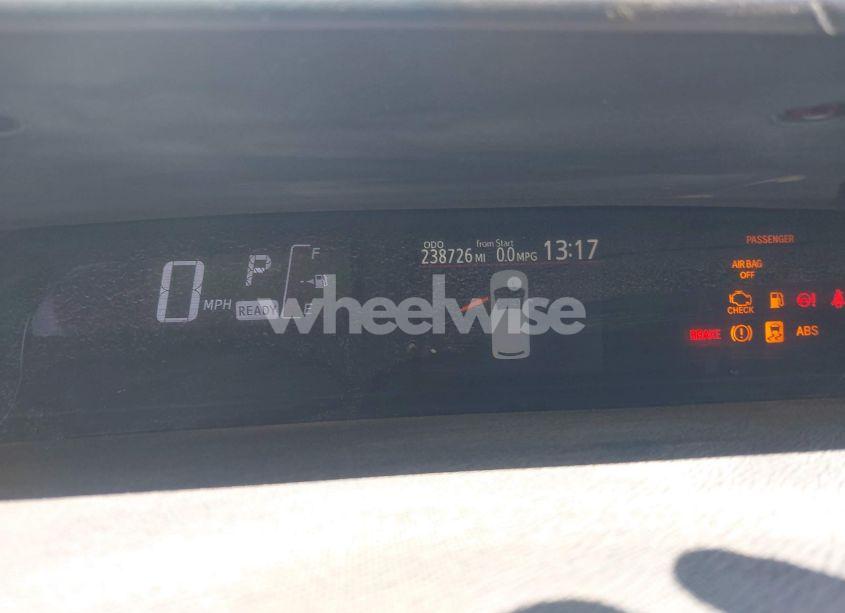 PASSENGER
ODO from Start
238726 MI 0.0 MPG 13:17
F
P
AIR BAG
OFF
0 MPH
READY E
CHECK
wheelwise
BRAKE ABS